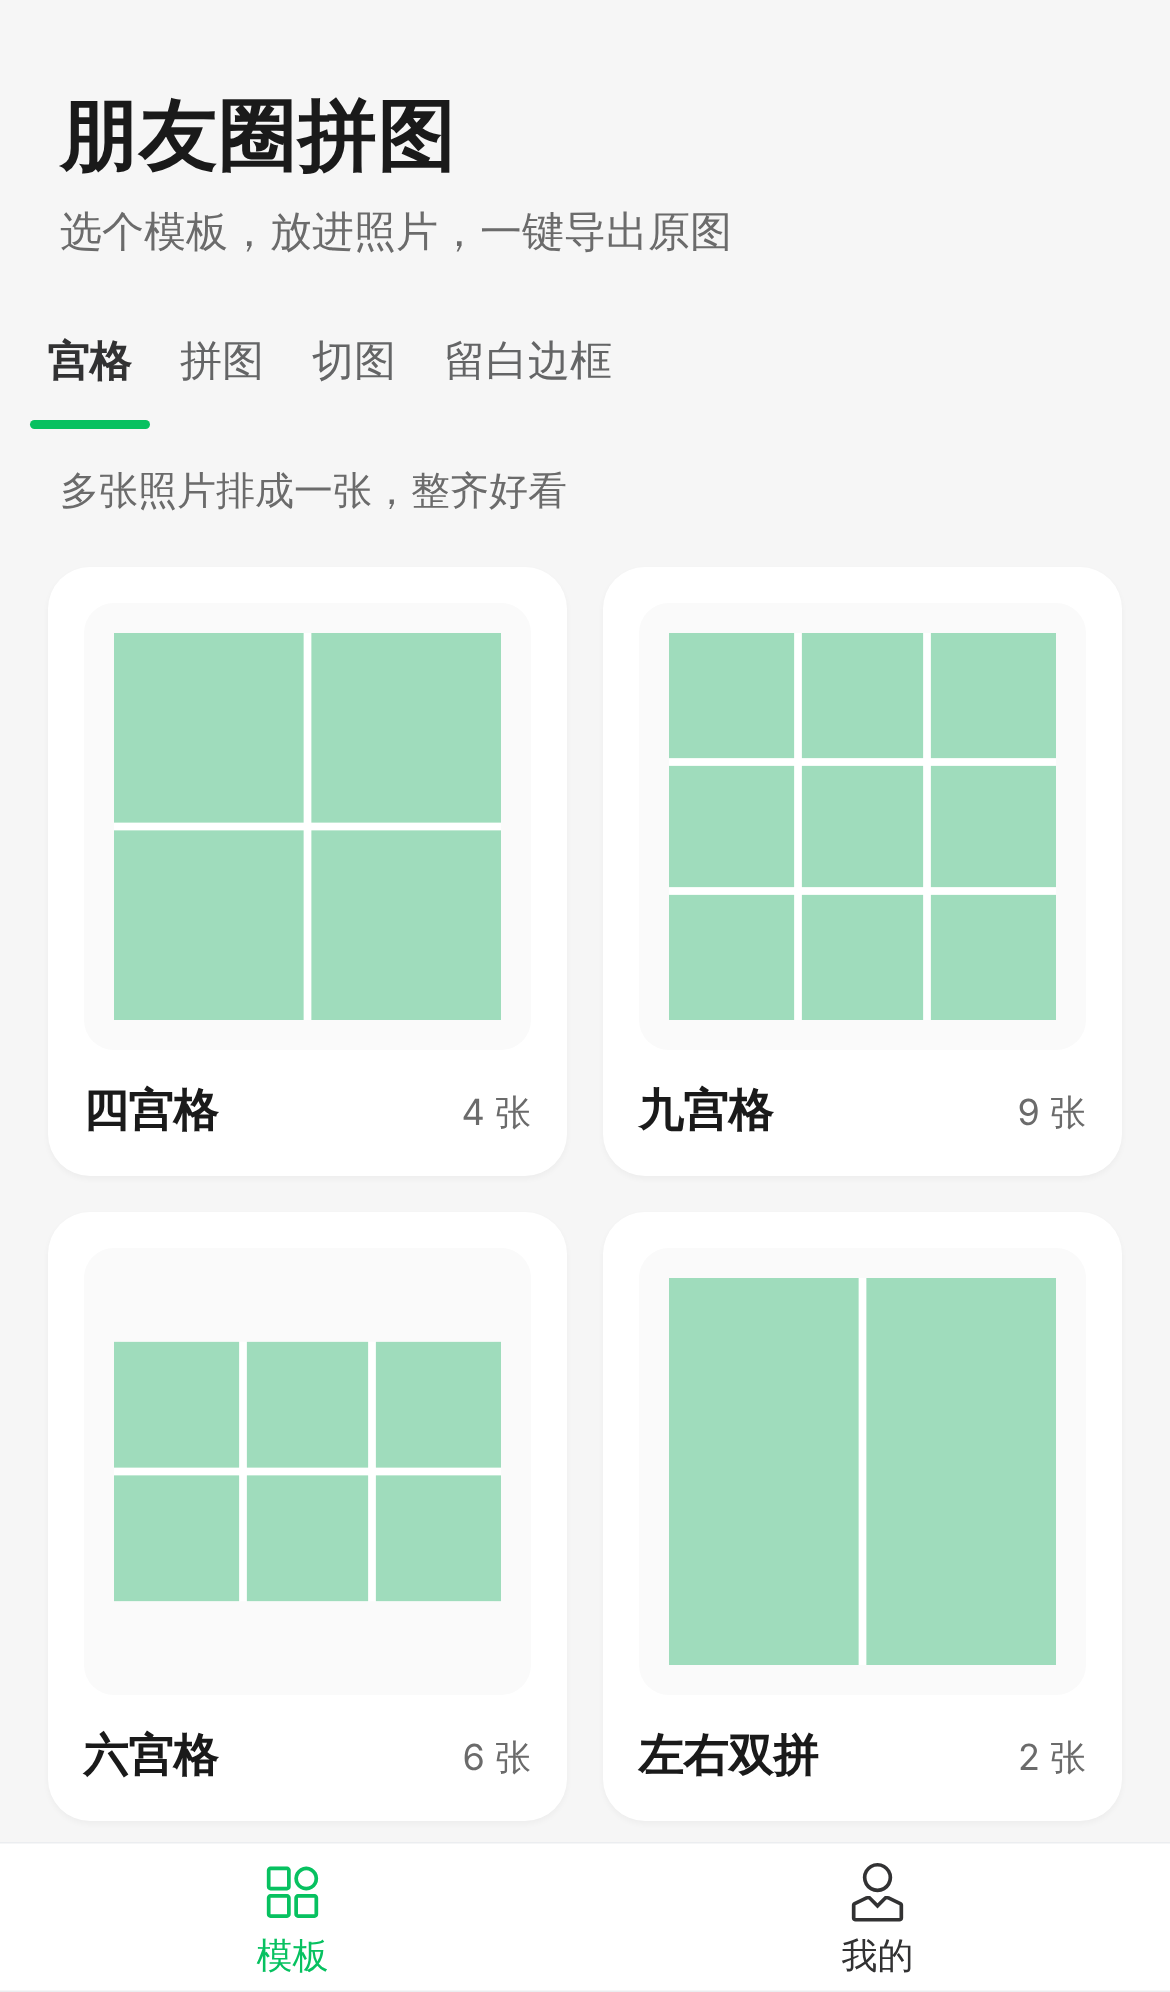 朋友圈拼图
选个模板，放进照片，一键导出原图
宫格 拼图 切图 留白边框
多张照片排成一张，整齐好看
四宫格 4 张
九宫格 9 张
六宫格 6 张
左右双拼 2 张
模板 我的